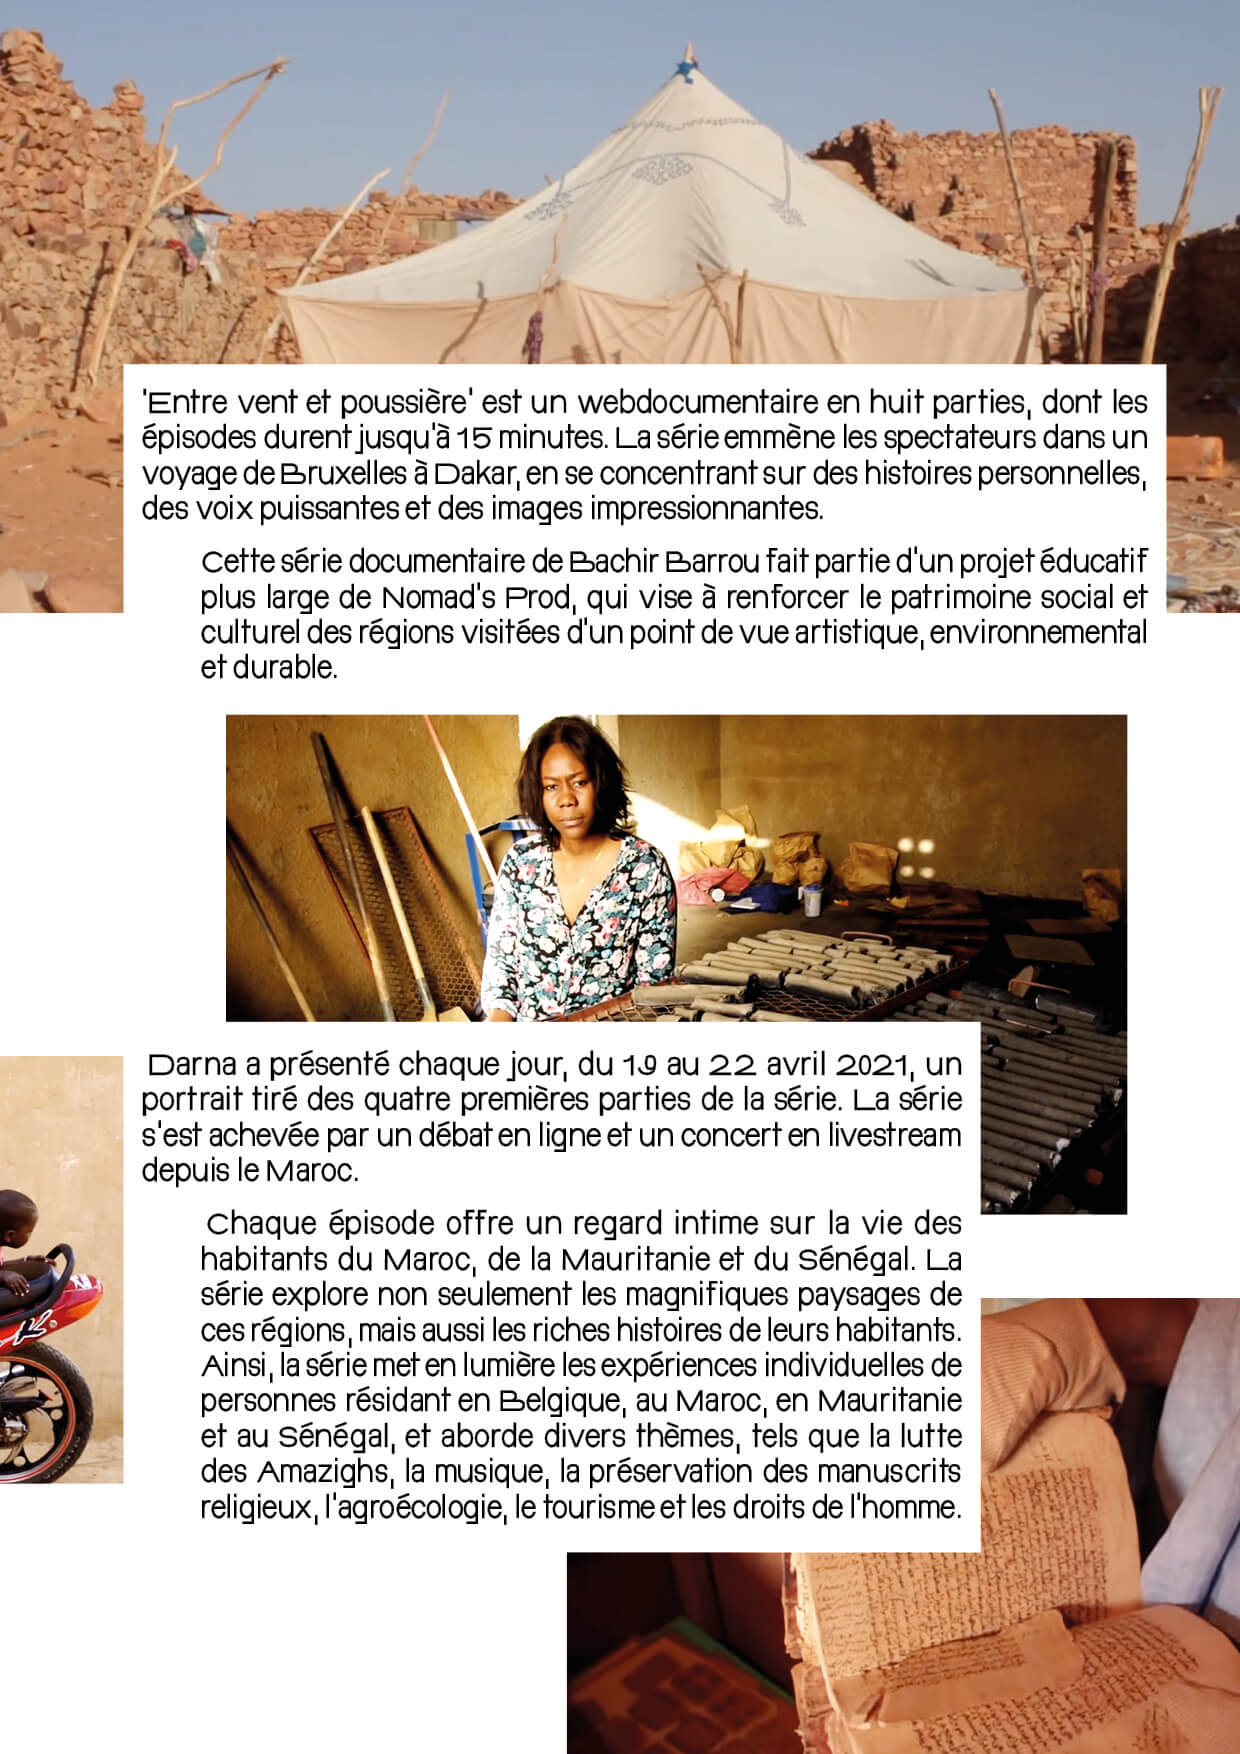 'Entre vent et poussière' est un webdocumentaire en huit parties, dont les
épisodes durent jusqu'à 15 minutes. La série emmène les spectateurs dans un
voyage de Bruxelles à Dakar, en se concentrant sur des histoires personnelles,
des voix puissantes et des images impressionnantes.
Cette série documentaire de Bachir Barrou fait partie d'un projet éducatif
plus large de Nomad's Prod, qui vise à renforcer le patrimoine social et
culturel des régions visitées d'un point de vue artistique, environnemental
et durable.
Darna a présenté chaque jour, du 19 au 22 avril 2021, un
portrait tiré des quatre premières parties de la série. La série
s'est achevée par un débat en ligne et un concert en livestream
depuis le Maroc.
Chaque épisode offre un regard intime sur la vie des
habitants du Maroc, de la Mauritanie et du Sénégal. La
série explore non seulement les magnifiques paysages de
ces régions, mais aussi les riches histoires de leurs habitants.
Ainsi, la série met en lumière les expériences individuelles de
personnes résidant en Belgique, au Maroc, en Mauritanie
et au Sénégal, et aborde divers thèmes, tels que la lutte
des Amazighs, la musique, la préservation des manuscrits
religieux, l'agroécologie, le tourisme et les droits de l'homme.